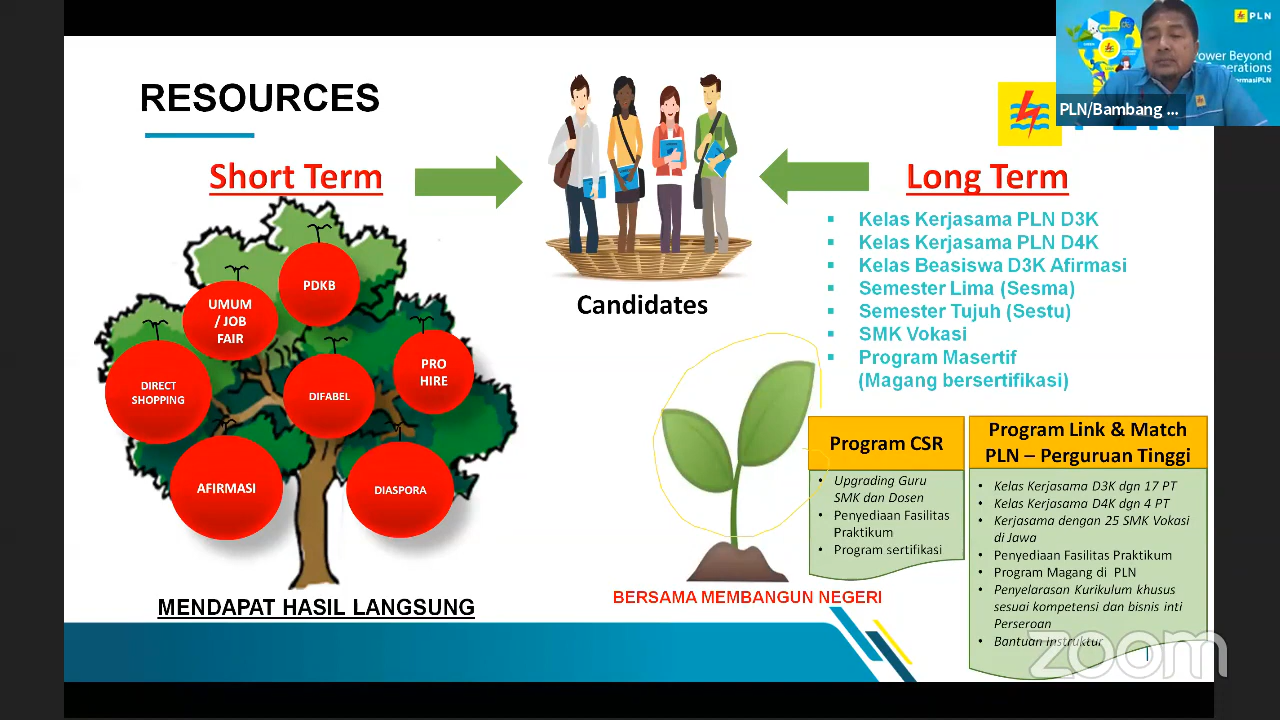 RESOURCES
Short Term
PDKB
UMUM
/ JOB
FAIR
PRO
HIRE
DIRECT
SHOPPING
DIFABEL
AFIRMASI
DIASPORA
MENDAPAT HASIL LANGSUNG
Candidates
BERSAMA MEMBANGUN NEGERI
Long Term
▪ Kelas Kerjasama PLN D3K
▪ Kelas Kerjasama PLN D4K
▪ Kelas Beasiswa D3K Afirmasi
▪ Semester Lima (Sesma)
▪ Semester Tujuh (Sestu)
▪ SMK Vokasi
▪ Program Masertif
(Magang bersertifikasi)
Program CSR
• Upgrading Guru
SMK dan Dosen
• Penyediaan Fasilitas
Praktikum
• Program sertifikasi
Program Link & Match
PLN – Perguruan Tinggi
• Kelas Kerjasama D3K dgn 17 PT
• Kelas Kerjasama D4K dgn 4 PT
• Kerjasama dengan 25 SMK Vokasi
di Jawa
• Penyediaan Fasilitas Praktikum
• Program Magang di PLN
• Penyelarasan Kurikulum khusus
sesuai kompetensi dan bisnis inti
Perseroan
• Bantuan Instruktur
zoom
PLN
Power Beyond
Generations
PLN/Bambang ...